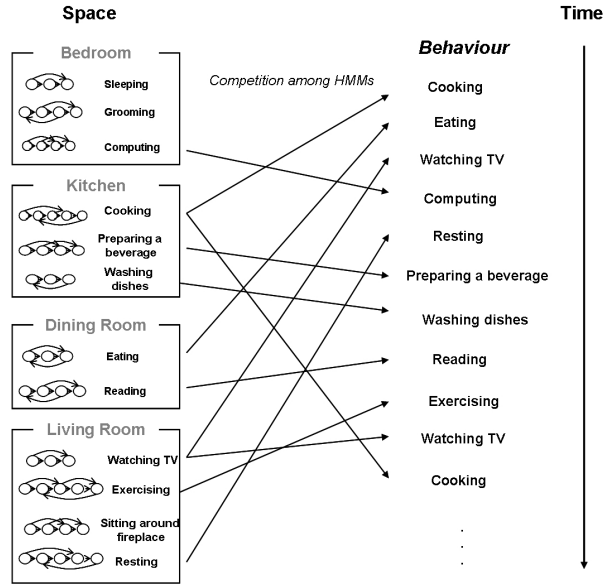 Space
Time
Bedroom
Sleeping
Grooming
Computing
Kitchen
Cooking
Preparing a
beverage
Washing
dishes
Dining Room
Eating
Reading
Living Room
Watching TV
Exercising
Sitting around
fireplace
Resting
Competition among HMMs
Behaviour
Cooking
Eating
Watching TV
Computing
Resting
Preparing a beverage
Washing dishes
Reading
Exercising
Watching TV
Cooking
.
.
.